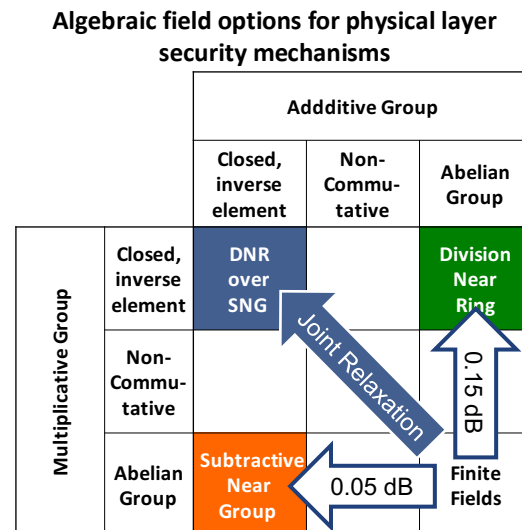 Algebraic field options for physical layer
security mechanisms
Addditive Group
Closed,
inverse
element
Non-
Commu-
tative
Abelian
Group
Multiplicative Group
Closed,
inverse
element
DNR
over
SNG
Division
Near
Ring
Joint Relaxation
0.15 dB
Non-
Commu-
tative
Abelian
Group
Subtractive
Near
Group
0.05 dB
Finite
Fields